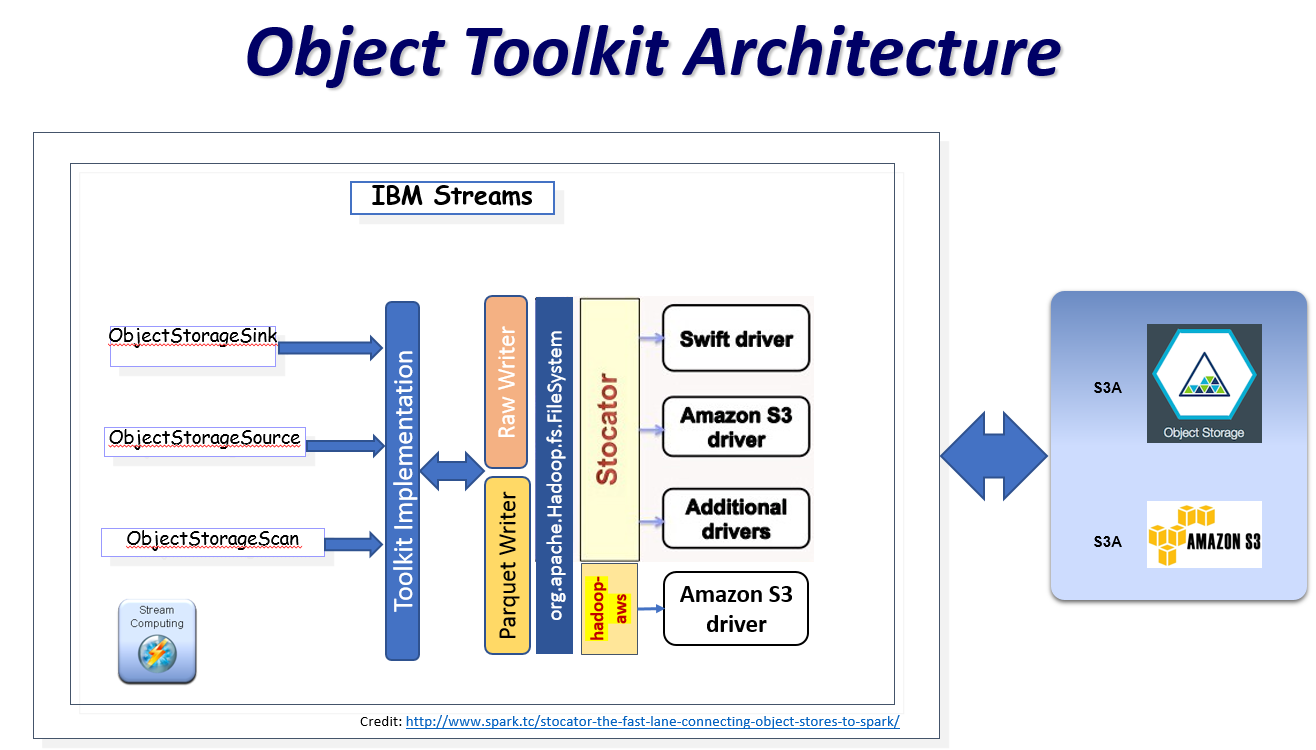 Object Toolkit Architecture
IBM Streams
ObjectStorageSink
ObjectStorageSource
ObjectStorageScan
Stream
Computing
Toolkit Implementation
Raw Writer
Parquet Writer
org.apache.Hadoop.fs.FileSystem
Stocator
hadoop-
aws
Swift driver
Amazon S3
driver
Additional
drivers
Amazon S3
driver
S3A
Object Storage
S3A
AMAZON S3
Credit: http://www.spark.tc/stocator-the-fast-lane-connecting-object-stores-to-spark/